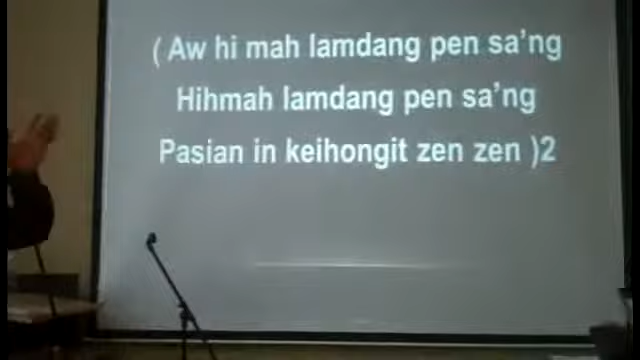 ( Aw hi mah lamdang pen sa'ng
Hihmah lamdang pen sa'ng
Pasian in keihongit zen zen )2